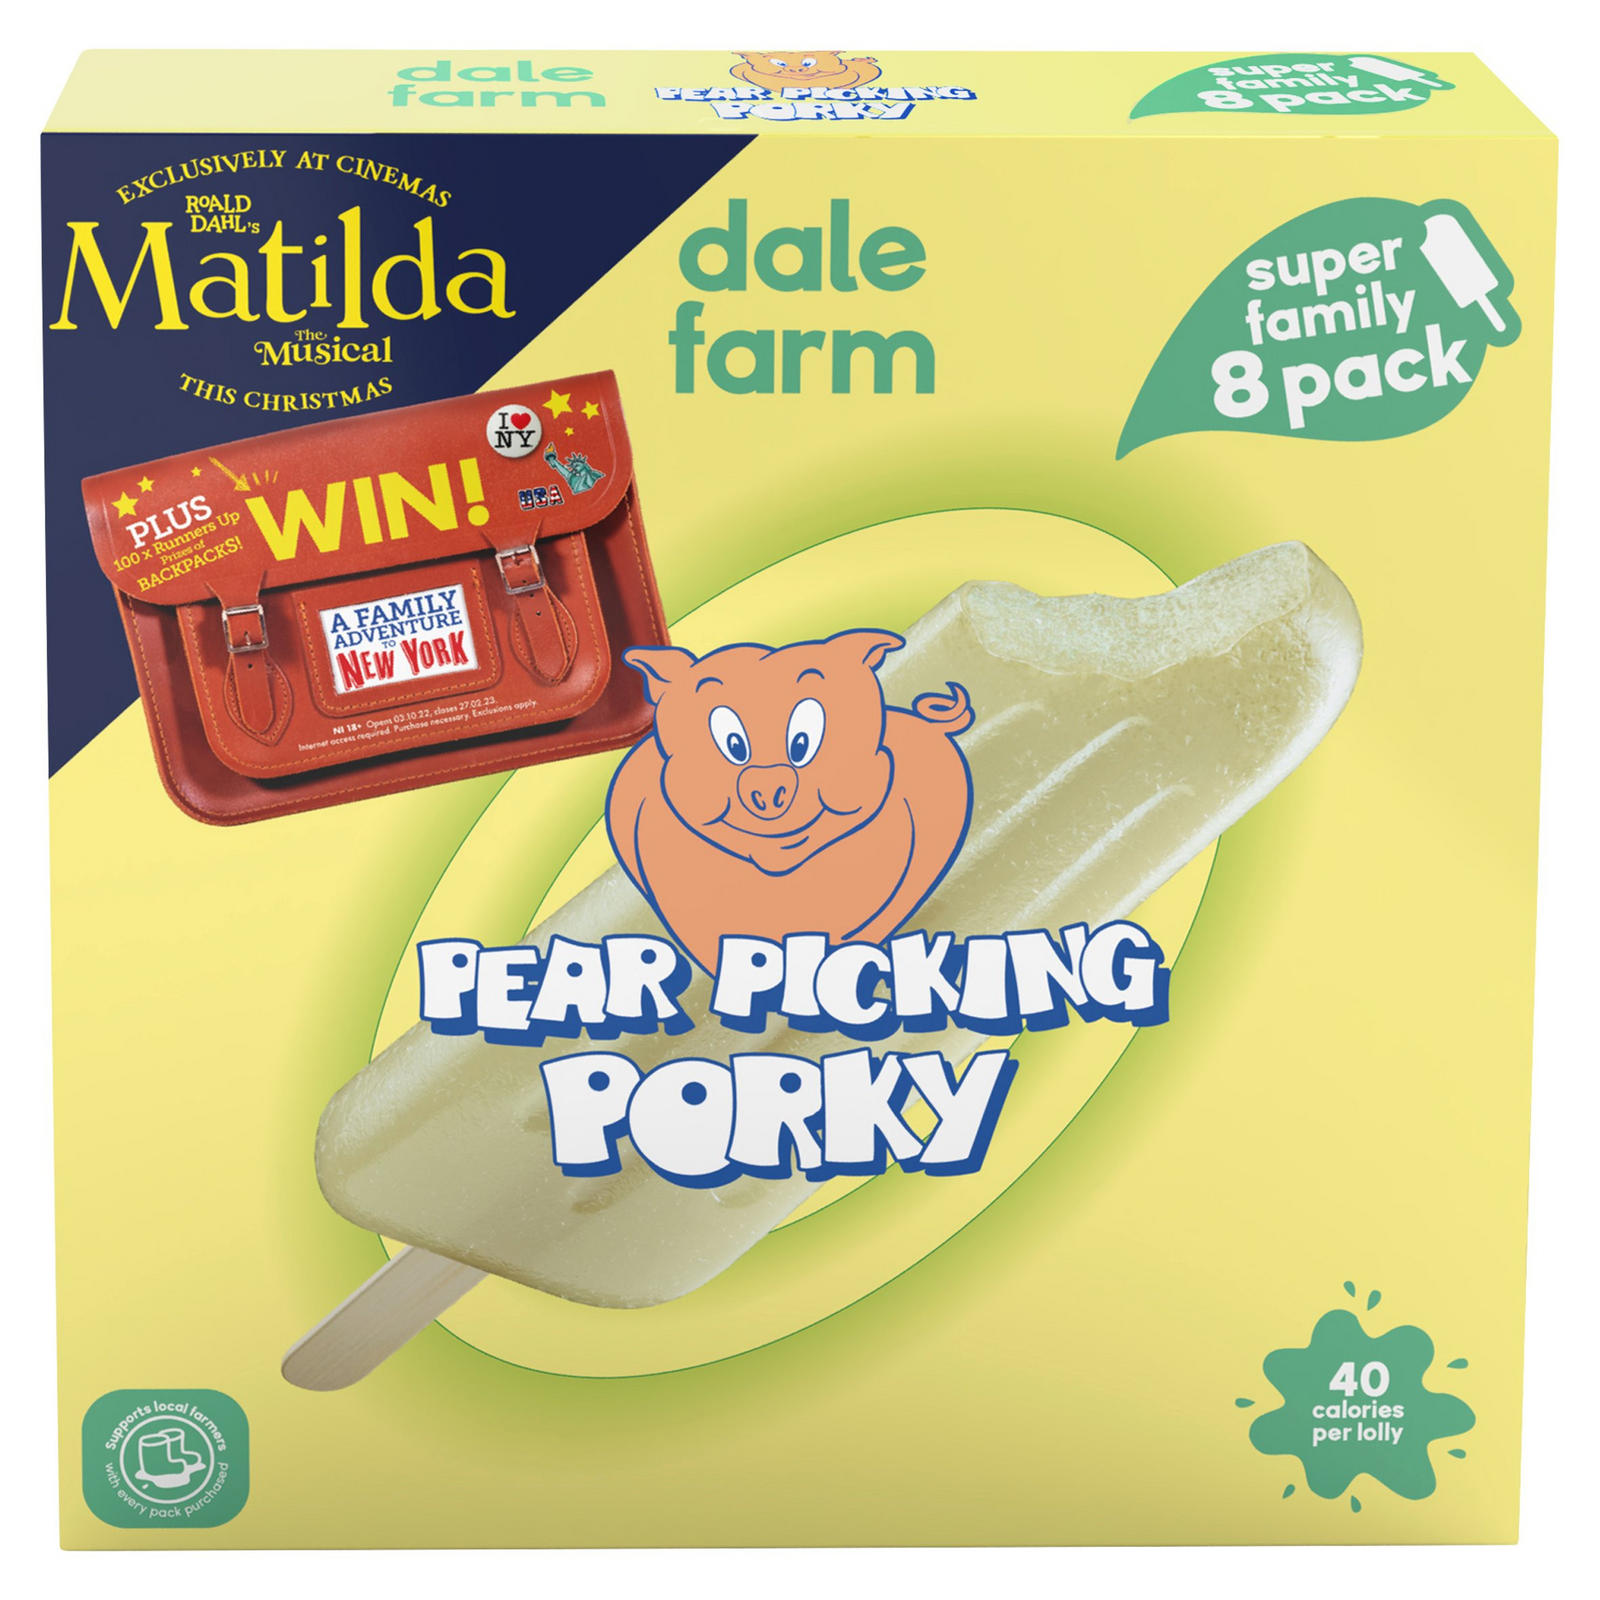 dale
farm
PEAR PICKING
PORKY
super
family
8 pack
EXCLUSIVELY AT CINEMAS
ROALD
DAHL'S
Matilda
The
Musical
THIS CHRISTMAS
dale
farm
super
family
8 pack
I ♥
NY
USA
PLUS
100 x Runners Up
Prizes of
BACKPACKS!
WIN!
A FAMILY
ADVENTURE
TO
NEW YORK
NI 18+ Opens 03.10.22, closes 27.02.23.
Internet access required. Purchase necessary. Exclusions apply.
PEAR PICKING
PORKY
40
calories
per lolly
Supports local farmers
with every pack purchased